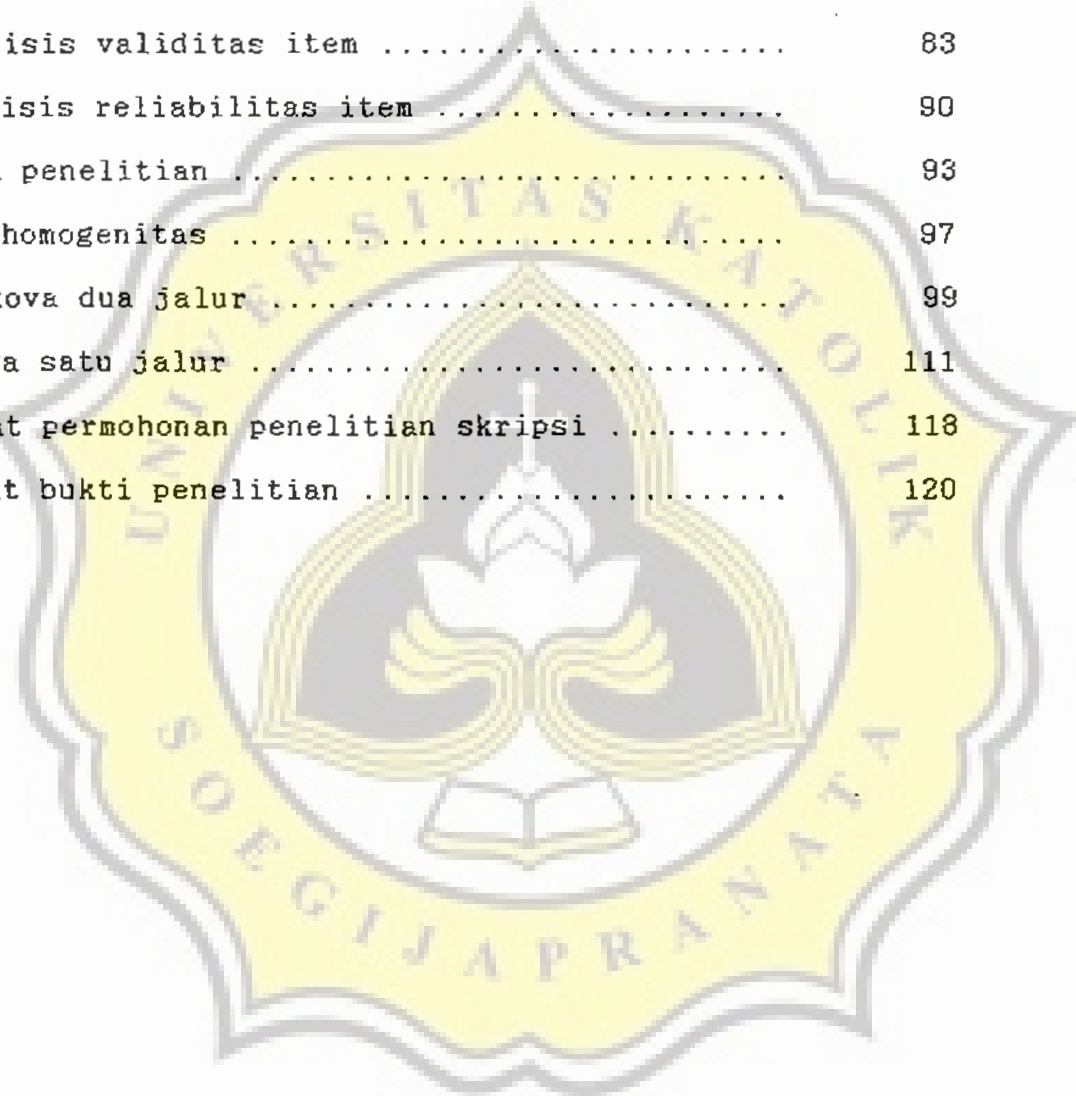 isis validitas item ...................... 83
isis reliabilitas item ................... 90
penelitian .............................. 93
homogenitas .............................. 97
ova dua jalur ............................ 99
a satu jalur ............................. 111
t permohonan penelitian skripsi .......... 118
t bukti penelitian ....................... 120
UNIVERSITAS KATOLIK
SOEGIJAPRANATA